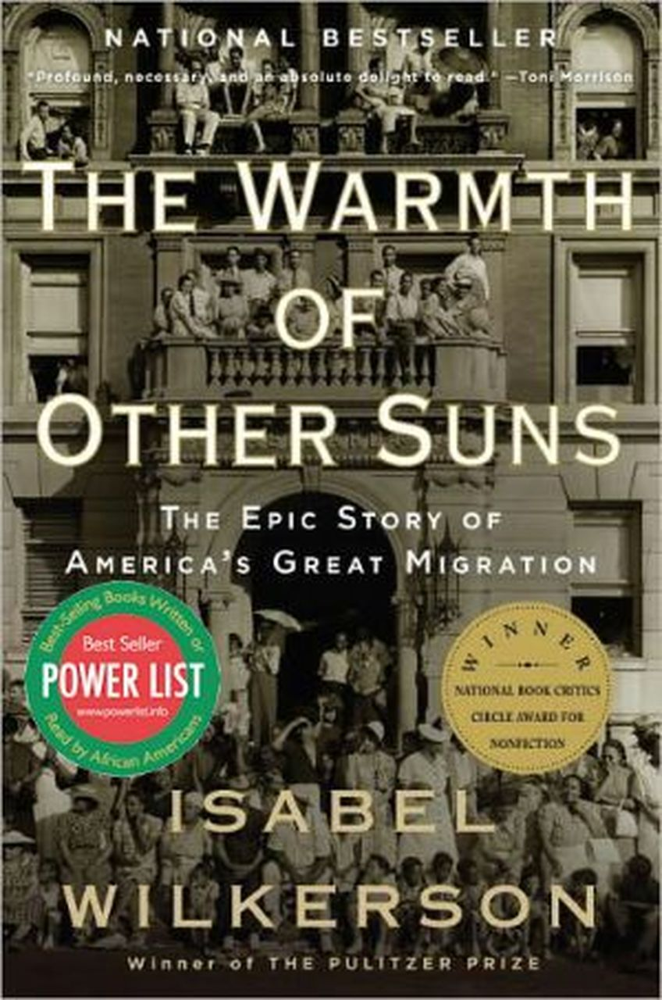 NATIONAL BESTSELLER
"Profound, necessary, and an absolute delight to read." —Toni Morrison
THE WARMTH
OF
OTHER SUNS
THE EPIC STORY OF
AMERICA'S GREAT MIGRATION
Best-Selling Books Written or
Best Seller
POWER LIST
www.powerlist.info
Read by African Americans
WINNER
NATIONAL BOOK CRITICS
CIRCLE AWARD FOR
NONFICTION
ISABEL
WILKERSON
Winner of THE PULITZER PRIZE